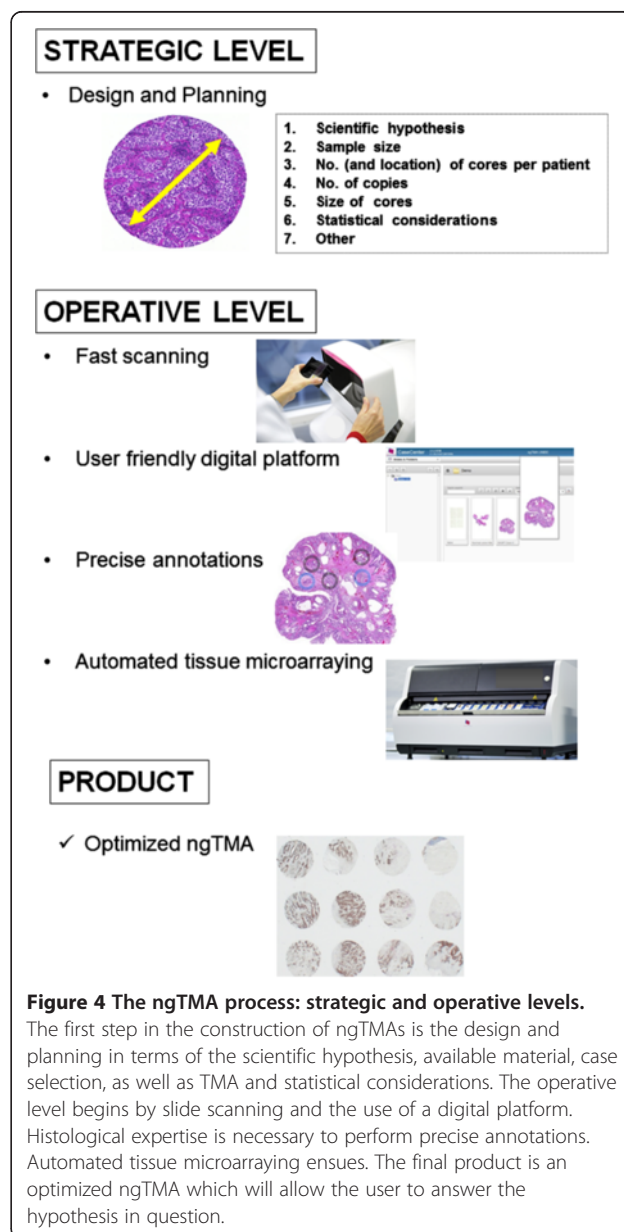 STRATEGIC LEVEL
• Design and Planning
1. Scientific hypothesis
2. Sample size
3. No. (and location) of cores per patient
4. No. of copies
5. Size of cores
6. Statistical considerations
7. Other
OPERATIVE LEVEL
• Fast scanning
• User friendly digital platform
CaseCenter
• Precise annotations
• Automated tissue microarraying
PRODUCT
✓ Optimized ngTMA
Figure 4 The ngTMA process: strategic and operative levels.
The first step in the construction of ngTMAs is the design and
planning in terms of the scientific hypothesis, available material, case
selection, as well as TMA and statistical considerations. The operative
level begins by slide scanning and the use of a digital platform.
Histological expertise is necessary to perform precise annotations.
Automated tissue microarraying ensues. The final product is an
optimized ngTMA which will allow the user to answer the
hypothesis in question.